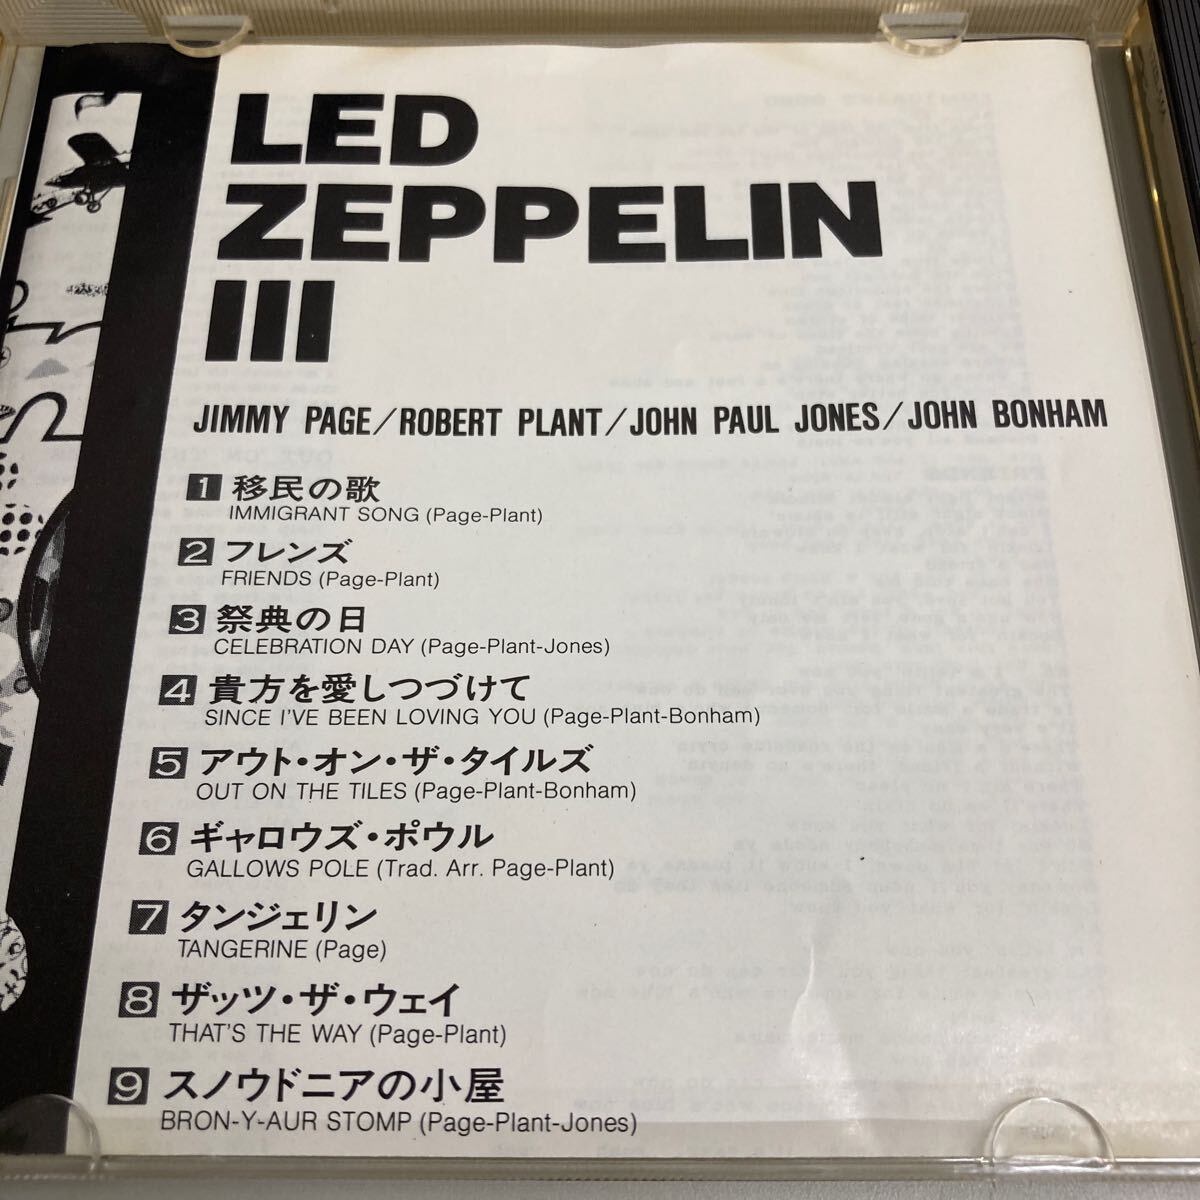 LED
ZEPPELIN
III
JIMMY PAGE/ROBERT PLANT/JOHN PAUL JONES/JOHN BONHAM
1 移民の歌
IMMIGRANT SONG (Page-Plant)
2 フレンズ
FRIENDS (Page-Plant)
3 祭典の日
CELEBRATION DAY (Page-Plant-Jones)
4 貴方を愛しつづけて
SINCE I'VE BEEN LOVING YOU (Page-Plant-Bonham)
5 アウト・オン・ザ・タイルズ
OUT ON THE TILES (Page-Plant-Bonham)
6 ギャロウズ・ポウル
GALLOWS POLE (Trad. Arr. Page-Plant)
7 タンジェリン
TANGERINE (Page)
8 ザッツ・ザ・ウェイ
THAT'S THE WAY (Page-Plant)
9 スノウドニアの小屋
BRON-Y-AUR STOMP (Page-Plant-Jones)